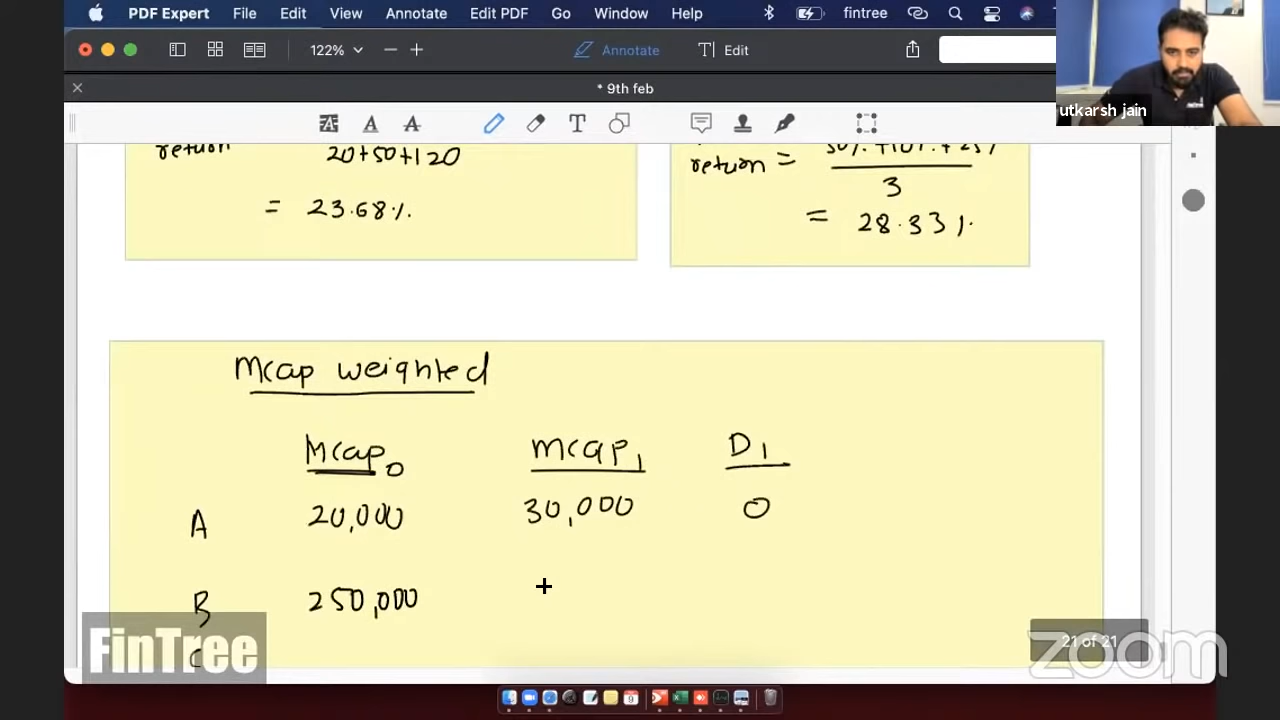 PDF Expert File Edit View Annotate Edit PDF Go Window Help fintree
122% Annotate T| Edit
* 9th feb
utkarsh jain
return 20+50+120
= 23.68%
return =
3
= 28.33%
Mcap weighted
Mcap0 mcap1 D1
A 20,000 30,000 0
B 250,000
C
FinTree
21 of 21
zoom